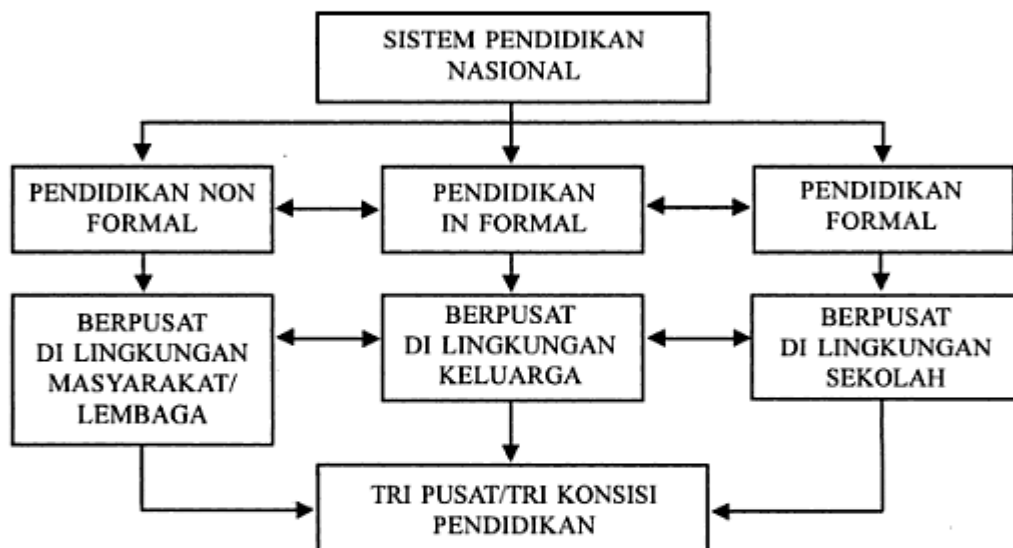 SISTEM PENDIDIKAN
NASIONAL
PENDIDIKAN NON
FORMAL
PENDIDIKAN
IN FORMAL
PENDIDIKAN
FORMAL
BERPUSAT
DI LINGKUNGAN
MASYARAKAT/
LEMBAGA
BERPUSAT
DI LINGKUNGAN
KELUARGA
BERPUSAT
DI LINGKUNGAN
SEKOLAH
TRI PUSAT/TRI KONSISI
PENDIDIKAN